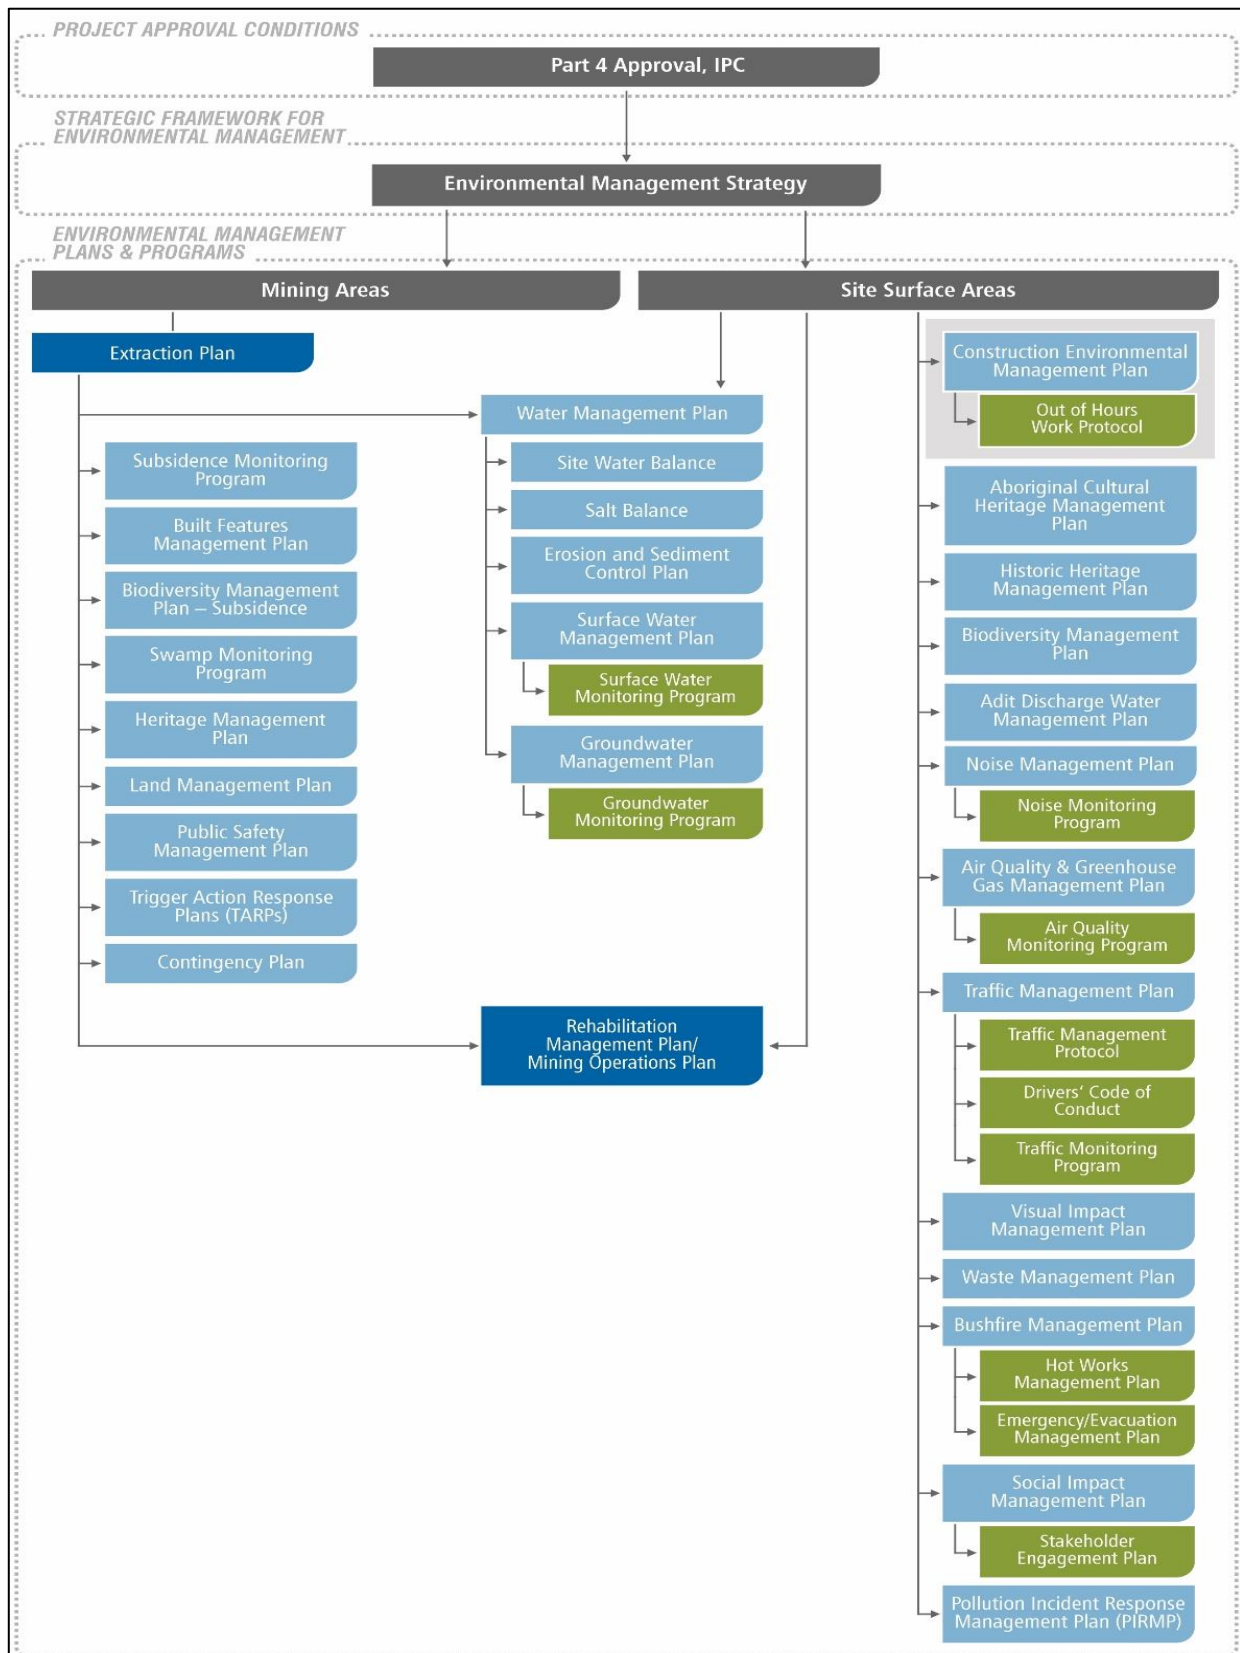 PROJECT APPROVAL CONDITIONS
Part 4 Approval, IPC
STRATEGIC FRAMEWORK FOR
ENVIRONMENTAL MANAGEMENT
Environmental Management Strategy
ENVIRONMENTAL MANAGEMENT
PLANS & PROGRAMS
Mining Areas
Site Surface Areas
Extraction Plan
Subsidence Monitoring
Program
Built Features
Management Plan
Biodiversity Management
Plan – Subsidence
Swamp Monitoring
Program
Heritage Management
Plan
Land Management Plan
Public Safety
Management Plan
Trigger Action Response
Plans (TARPs)
Contingency Plan
Water Management Plan
Site Water Balance
Salt Balance
Erosion and Sediment
Control Plan
Surface Water
Management Plan
Surface Water
Monitoring Program
Groundwater
Management Plan
Groundwater
Monitoring Program
Rehabilitation
Management Plan/
Mining Operations Plan
Construction Environmental
Management Plan
Out of Hours
Work Protocol
Aboriginal Cultural
Heritage Management
Plan
Historic Heritage
Management Plan
Biodiversity Management
Plan
Adit Discharge Water
Management Plan
Noise Management Plan
Noise Monitoring
Program
Air Quality & Greenhouse
Gas Management Plan
Air Quality
Monitoring Program
Traffic Management Plan
Traffic Management
Protocol
Drivers‘ Code of
Conduct
Traffic Monitoring
Program
Visual Impact
Management Plan
Waste Management Plan
Bushfire Management Plan
Hot Works
Management Plan
Emergency/Evacuation
Management Plan
Social Impact
Management Plan
Stakeholder
Engagement Plan
Pollution Incident Response
Management Plan (PIRMP)